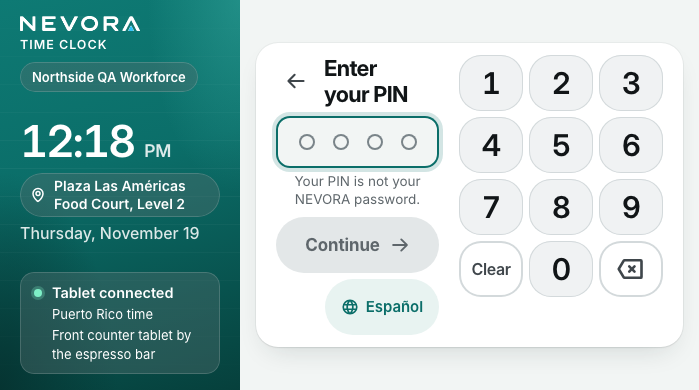 NEVORA
TIME CLOCK
Northside QA Workforce
12:18 PM
Plaza Las Américas
Food Court, Level 2
Thursday, November 19
Tablet connected
Puerto Rico time
Front counter tablet by
the espresso bar
Enter
your PIN
Your PIN is not your
NEVORA password.
Continue
Español
1 2 3
4 5 6
7 8 9
Clear 0